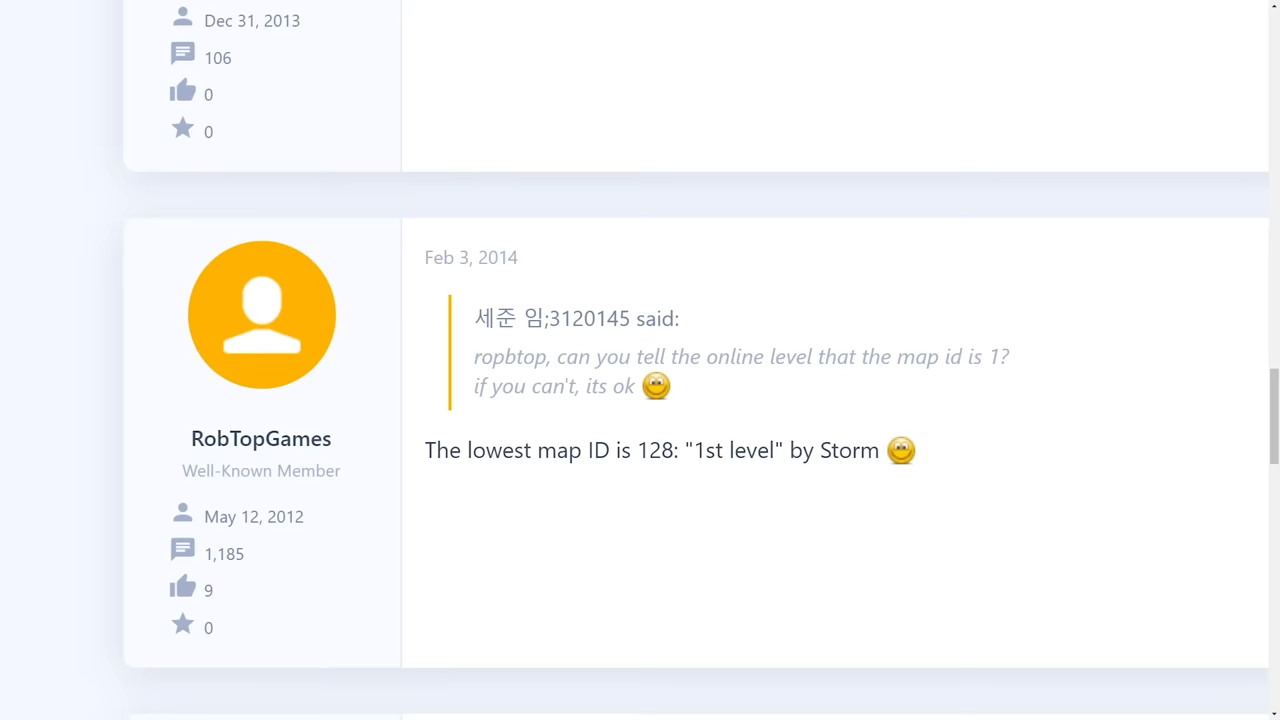 Dec 31, 2013
106
0
0
RobTopGames
Well-Known Member
May 12, 2012
1,185
9
0
Feb 3, 2014
세준 임;3120145 said:
ropbtop, can you tell the online level that the map id is 1?
if you can't, its ok
The lowest map ID is 128: "1st level" by Storm